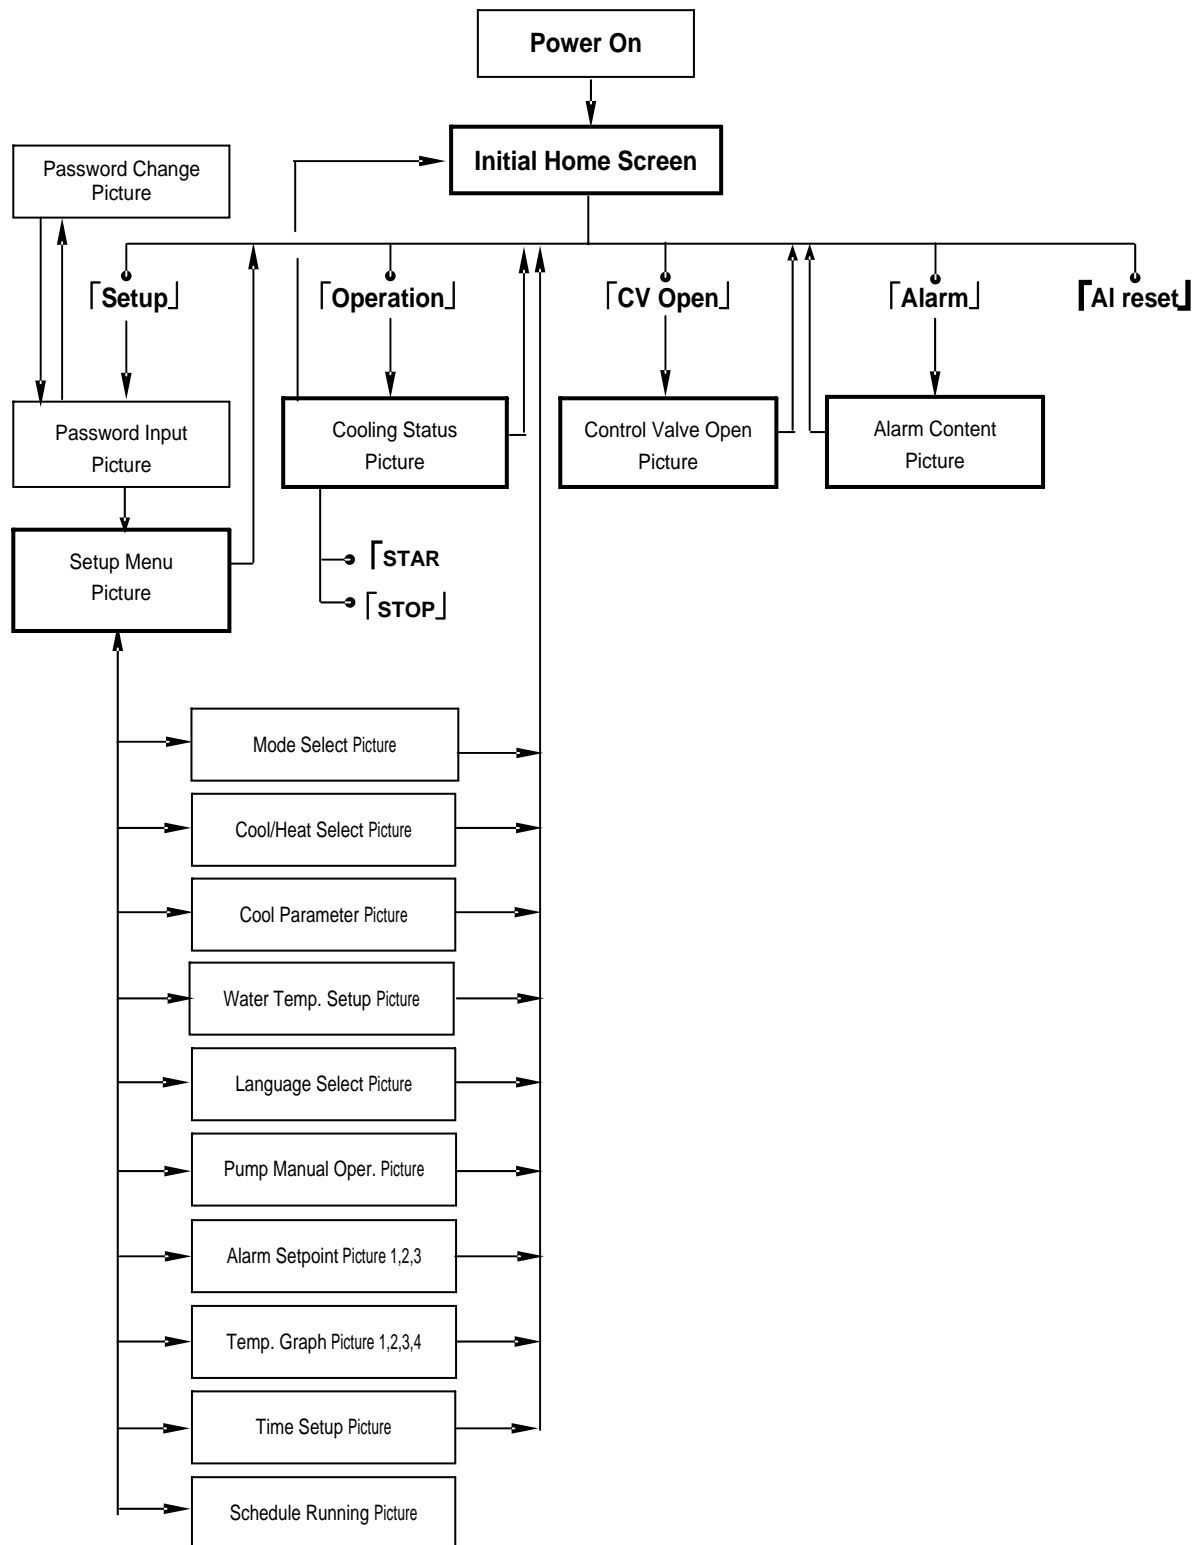 Power On
Initial Home Screen
Password Change
Picture
「Setup」
「Operation」
「CV Open」
「Alarm」
「Al reset」
Password Input
Picture
Cooling Status
Picture
Control Valve Open
Picture
Alarm Content
Picture
Setup Menu
Picture
「STAR
「STOP」
Mode Select Picture
Cool/Heat Select Picture
Cool Parameter Picture
Water Temp. Setup Picture
Language Select Picture
Pump Manual Oper. Picture
Alarm Setpoint Picture 1,2,3
Temp. Graph Picture 1,2,3,4
Time Setup Picture
Schedule Running Picture